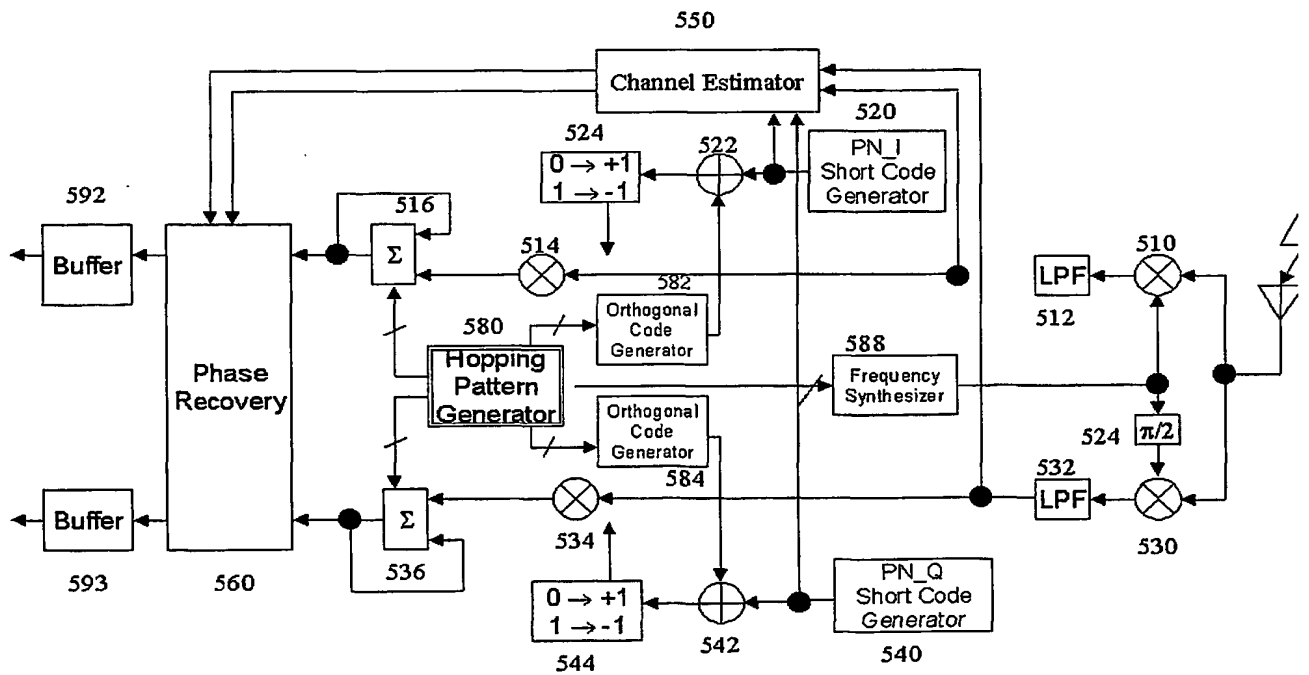 550
Channel Estimator
520
PN_I
Short Code
Generator
524
0 → +1
1 → -1
522
592
Buffer
516
Σ
514
510
LPF
512
582
Orthogonal
Code
Generator
580
Hopping
Pattern
Generator
588
Frequency
Synthesizer
Phase
Recovery
Orthogonal
Code
Generator
584
524
π/2
532
LPF
530
Buffer
593
560
Σ
536
534
0 → +1
1 → -1
544
542
PN_Q
Short Code
Generator
540